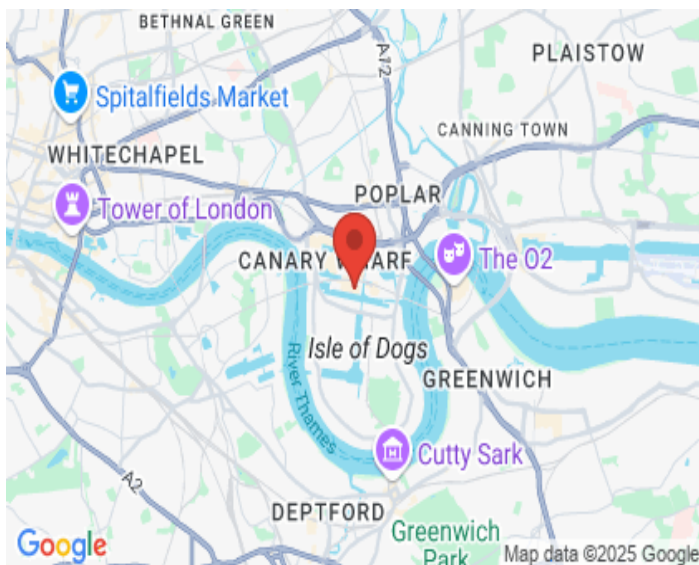 BETHNAL GREEN
A12
PLAISTOW
Spitalfields Market
CANNING TOWN
WHITECHAPEL
POPLAR
Tower of London
CANARY WHARF
The O2
Isle of Dogs
River Thames
GREENWICH
Cutty Sark
A2
DEPTFORD
Greenwich
Park
Google
Map data ©2025 Google